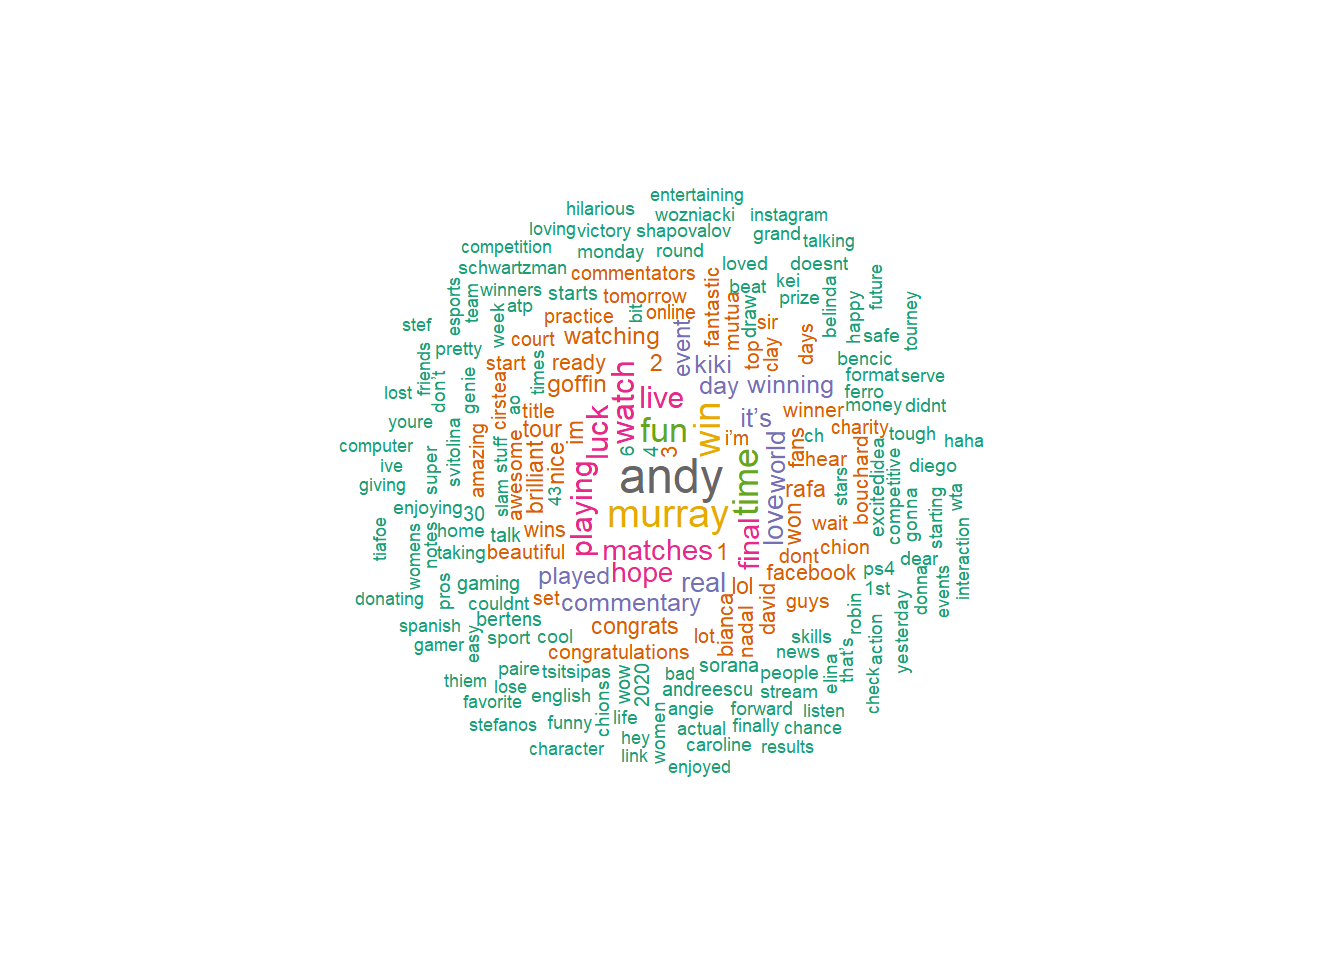 entertaining
hilarious
wozniacki
instagram
loving
victory
shapovalov
grand
talking
competition
monday
round
schwartzman
commentators
loved
doesnt
future
esports
team
winners
atp
starts
tomorrow
fantastic
beat
kei
prize
belinda
happy
tourney
week
practice
bit
online
mutua
draw
sir
safe
stef
friends
pretty
court
watching
event
top
clay
days
bencic
start
times
ready
2
kiki
format
serve
lost
don't
genie
cirstea
ao
goffin
watch
live
day
winning
ferro
money
didnt
title
youre
tour
im
luck
fun
win
it's
winner
charity
tough
haha
computer
svitolina
stuff
6
4
3
i'm
ch
fans
hear
bouchard
idea
ive
super
amazing
slam
awesome
brilliant
nice
andy
time
love
world
rafa
stars
excited
competitive
diego
giving
43
playing
murray
won
wait
gonna
starting
wta
enjoying
30
tiafoe
womens
notes
home
talk
wins
taking
beautiful
matches
1
final
dont
chion
dear
interaction
gaming
played
hope
real
lol
facebook
ps4
1st
donna
events
donating
pros
couldnt
set
commentary
bianca
nadal
david
guys
robin
yesterday
spanish
bertens
congrats
lot
skills
action
gamer
easy
sport
cool
congratulations
news
that's
thiem
paire
tsitsipas
wow
2020
bad
sorana
people
elina
check
lose
favorite
english
andreescu
stream
stefanos
funny
chions
life
women
angie
forward
listen
actual
finally
chance
character
hey
link
caroline
results
enjoyed